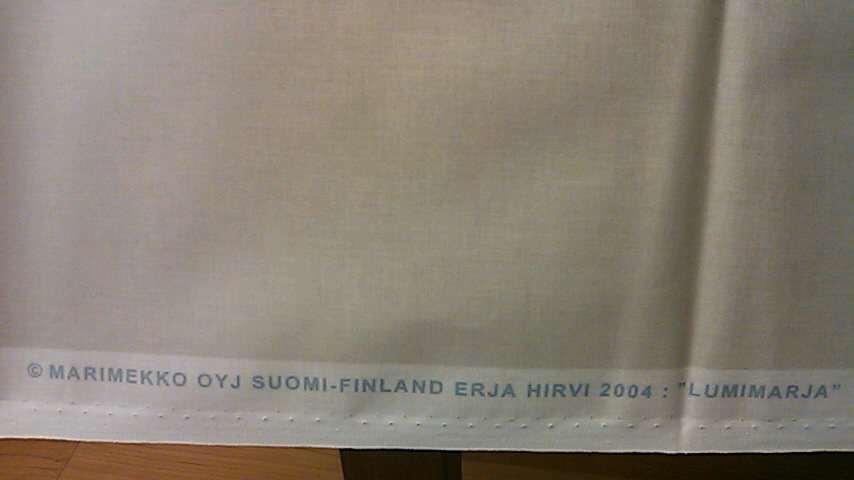 © MARIMEKKO OYJ SUOMI-FINLAND ERJA HIRVI 2004 : "LUMIMARJA"